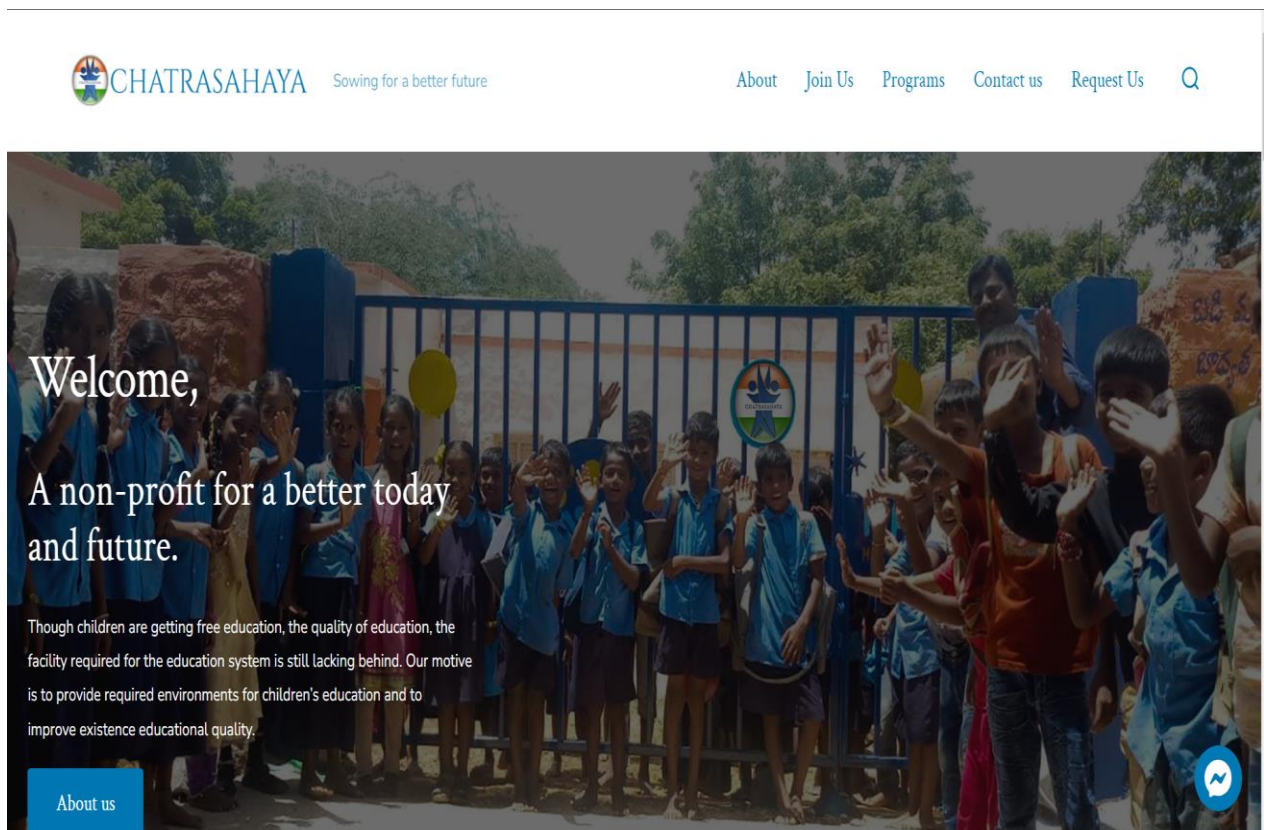 CHATRASAHAYA
Sowing for a better future
About
Join Us
Programs
Contact us
Request Us
Welcome,
A non-profit for a better today
and future.
Though children are getting free education, the quality of education, the
facility required for the education system is still lacking behind. Our motive
is to provide required environments for children's education and to
improve existence educational quality.
About us
CHATRASAHAYA